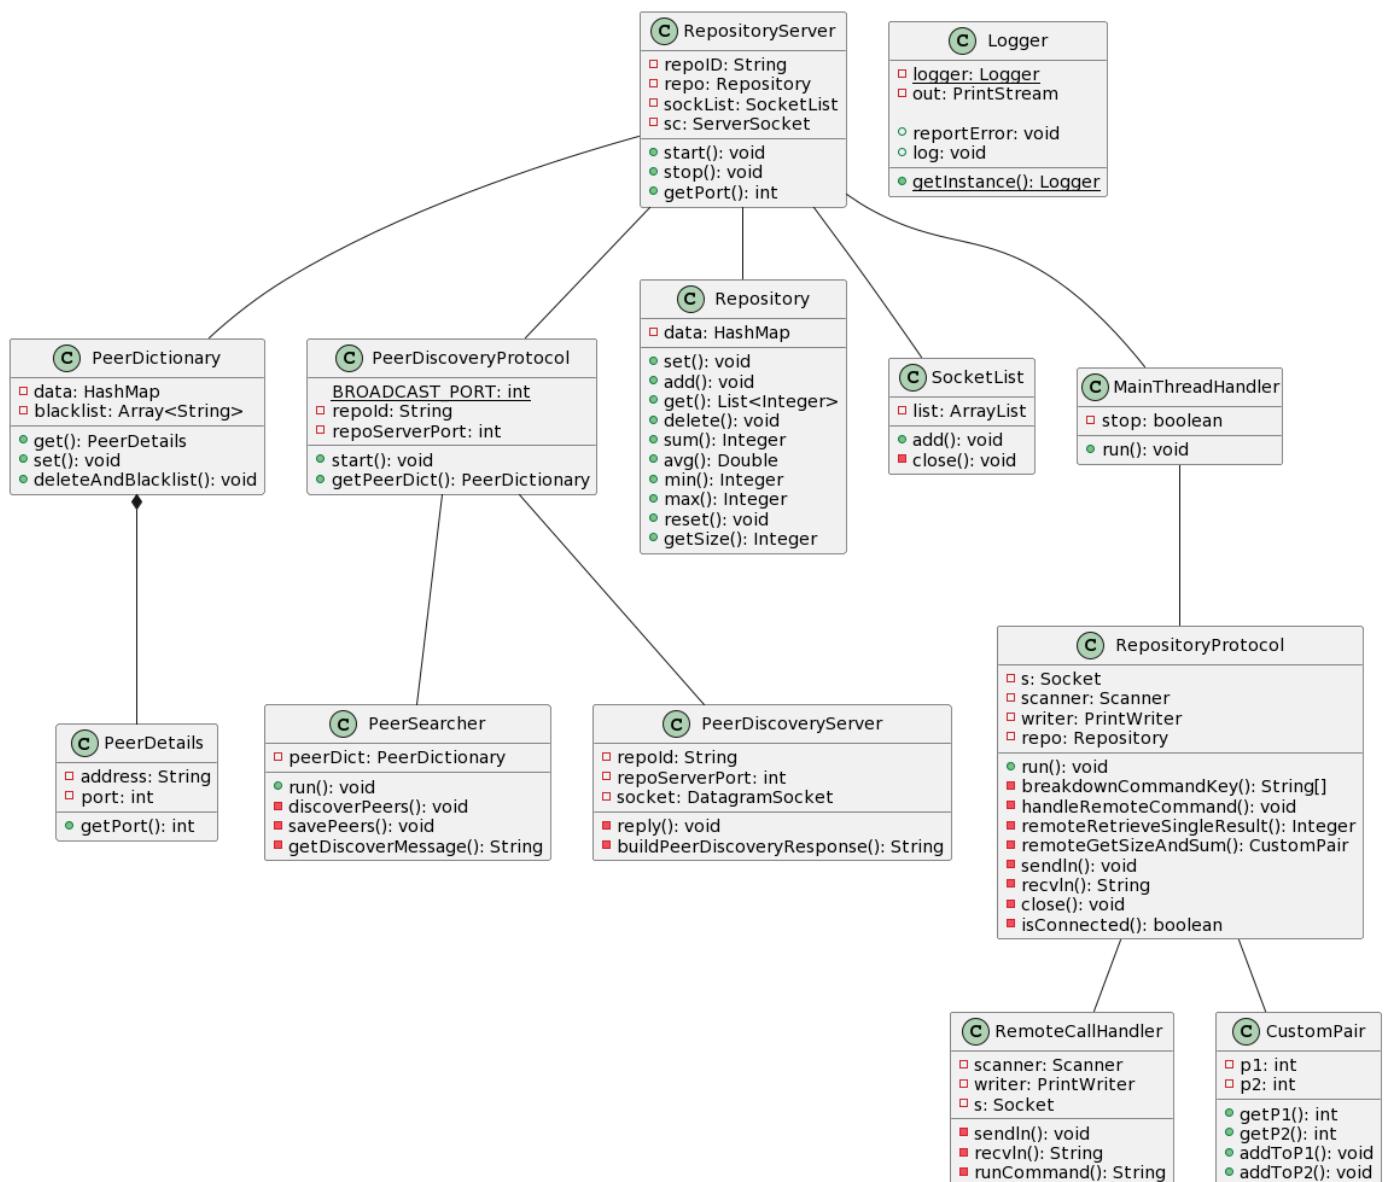 C RepositoryServer
repoID: String
repo: Repository
sockList: SocketList
sc: ServerSocket
start(): void
stop(): void
getPort(): int
C Logger
logger: Logger
out: PrintStream
reportError: void
log: void
getInstance(): Logger
C PeerDictionary
data: HashMap
blacklist: Array<String>
get(): PeerDetails
set(): void
deleteAndBlacklist(): void
C PeerDiscoveryProtocol
BROADCAST_PORT: int
repoId: String
repoServerPort: int
start(): void
getPeerDict(): PeerDictionary
C Repository
data: HashMap
set(): void
add(): void
get(): List<Integer>
delete(): void
sum(): Integer
avg(): Double
min(): Integer
max(): Integer
reset(): void
getSize(): Integer
C SocketList
list: ArrayList
add(): void
close(): void
C MainThreadHandler
stop: boolean
run(): void
C PeerDetails
address: String
port: int
getPort(): int
C PeerSearcher
peerDict: PeerDictionary
run(): void
discoverPeers(): void
savePeers(): void
getDiscoverMessage(): String
C PeerDiscoveryServer
repoId: String
repoServerPort: int
socket: DatagramSocket
reply(): void
buildPeerDiscoveryResponse(): String
C RepositoryProtocol
s: Socket
scanner: Scanner
writer: PrintWriter
repo: Repository
run(): void
breakdownCommandKey(): String[]
handleRemoteCommand(): void
remoteRetrieveSingleResult(): Integer
remoteGetSizeAndSum(): CustomPair
sendln(): void
recvln(): String
close(): void
isConnected(): boolean
C RemoteCallHandler
scanner: Scanner
writer: PrintWriter
s: Socket
sendln(): void
recvln(): String
runCommand(): String
C CustomPair
p1: int
p2: int
getP1(): int
getP2(): int
addToP1(): void
addToP2(): void